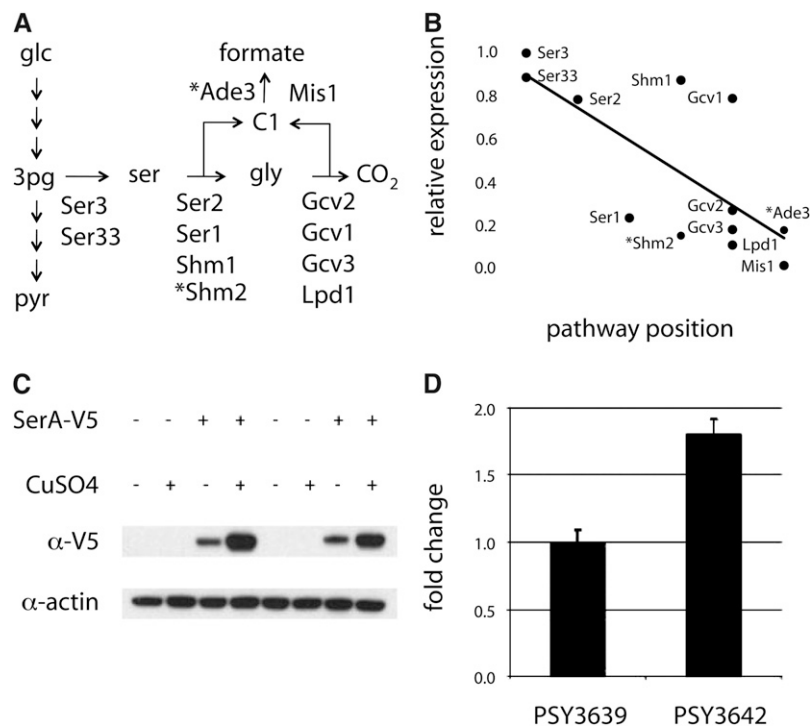 A
glc
formate
*Ade3
Mis1
C1
3pg
ser
gly
CO2
Ser3
Ser33
Ser2
Ser1
Shm1
*Shm2
Gcv2
Gcv1
Gcv3
Lpd1
pyr
B
relative expression
1.0
0.8
0.6
0.4
0.2
0.0
Ser3
Ser33
Ser2
Shm1
Gcv1
Ser1
*Shm2
Gcv2
Gcv3
Lpd1
*Ade3
Mis1
pathway position
C
SerA-V5 - - + + - - + +
CuSO4 - + - + - + - +
α-V5
α-actin
D
fold change
2.0
1.5
1.0
0.5
0.0
PSY3639 PSY3642